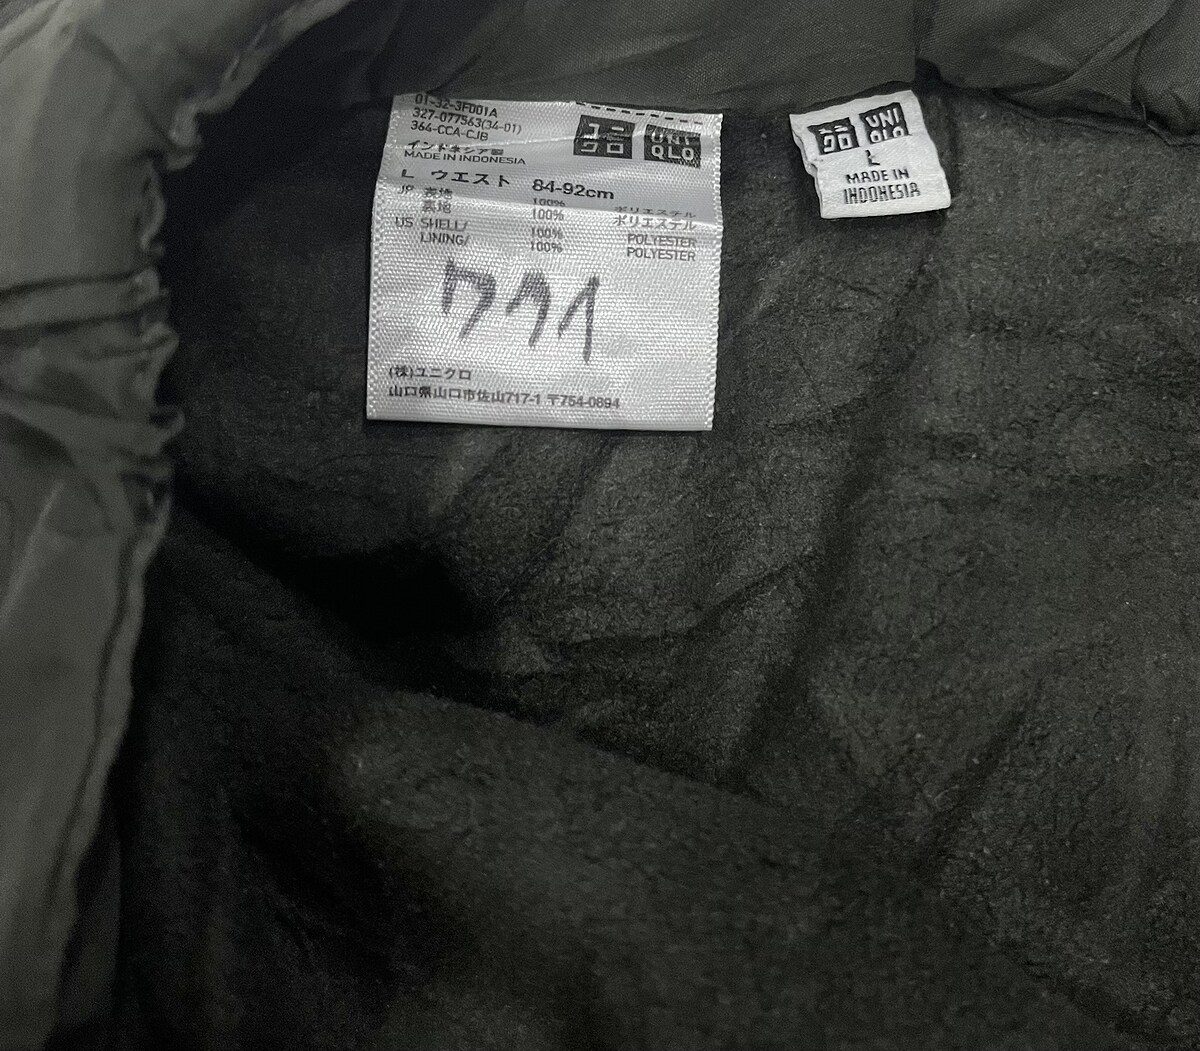 01-32-3F001A
327-077563(34-01)
364-CCA-CJB
インドネシア製
MADE IN INDONESIA
ユニクロ UNIQLO
L ウエスト 84-92cm
JP 表地 100% ポリエステル
裏地 100% ポリエステル
US SHELL/ 100% POLYESTER
LINING/ 100% POLYESTER
(株)ユニクロ
山口県山口市佐山717-1 〒754-0894
ユニクロ UNIQLO
L
MADE IN
INDONESIA